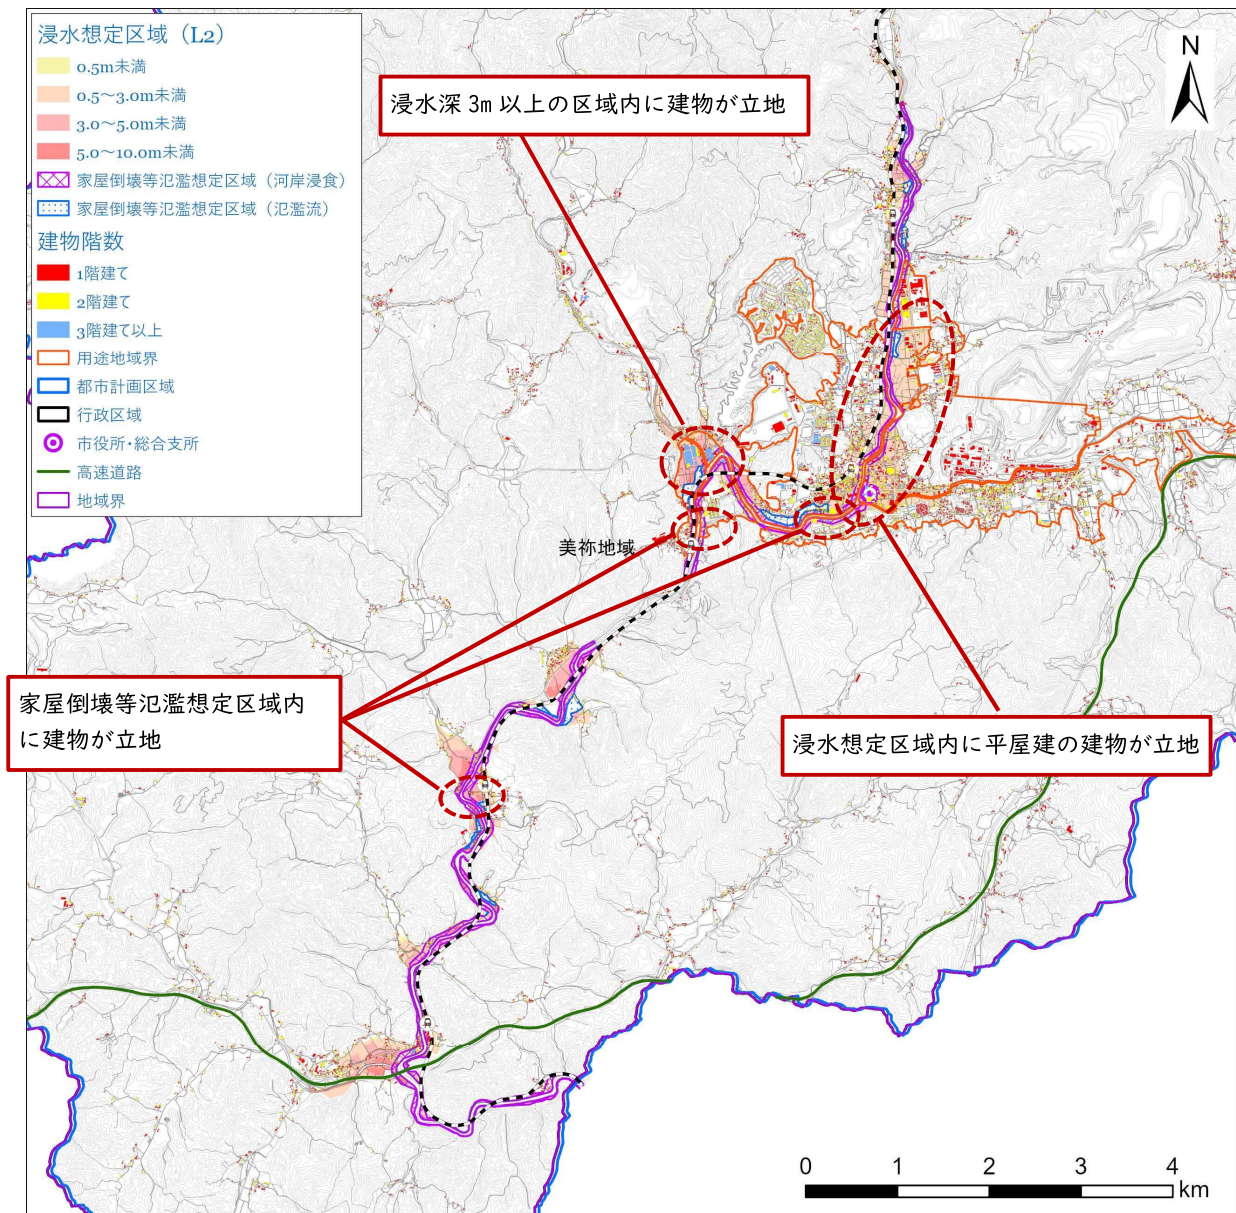 浸水想定区域（L2）
0.5m未満
0.5～3.0m未満
3.0～5.0m未満
5.0～10.0m未満
家屋倒壊等氾濫想定区域（河岸浸食）
家屋倒壊等氾濫想定区域（氾濫流）
建物階数
1階建て
2階建て
3階建て以上
用途地域界
都市計画区域
行政区域
市役所・総合支所
高速道路
地域界
浸水深 3m 以上の区域内に建物が立地
N
美祢地域
家屋倒壊等氾濫想定区域内
に建物が立地
浸水想定区域内に平屋建の建物が立地
0 1 2 3 4
km